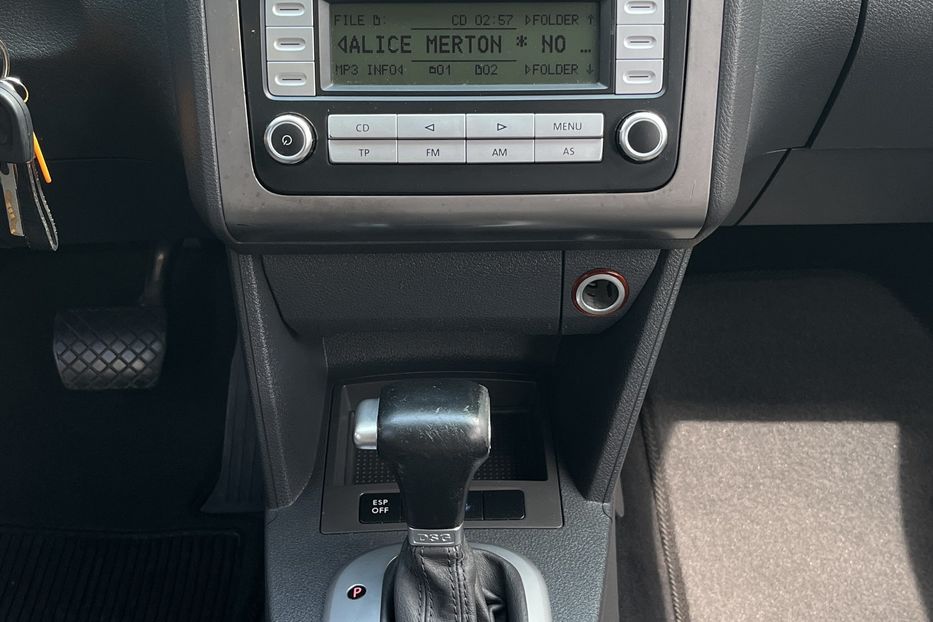 FILE CD 02:57 FOLDER ↑
ALICE MERTON * NO ...
MP3 INFO 01 02 FOLDER ↓
CD MENU
TP FM AM AS
ESP
OFF
DSG
P